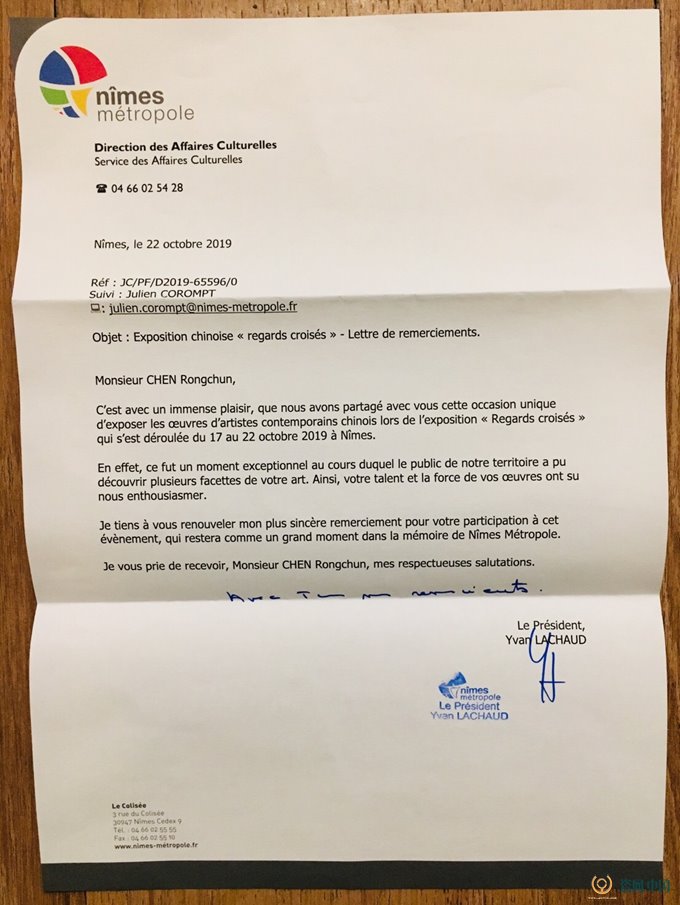 nîmes
métropole
Direction des Affaires Culturelles
Service des Affaires Culturelles
☎ 04 66 02 54 28
Nîmes, le 22 octobre 2019
Réf : JC/PF/D2019-65596/0
Suivi : Julien COROMPT
: julien.corompt@nimes-metropole.fr
Objet : Exposition chinoise « regards croisés » - Lettre de remerciements.
Monsieur CHEN Rongchun,
C'est avec un immense plaisir, que nous avons partagé avec vous cette occasion unique
d'exposer les œuvres d'artistes contemporains chinois lors de l'exposition « Regards croisés »
qui s'est déroulée du 17 au 22 octobre 2019 à Nîmes.
En effet, ce fut un moment exceptionnel au cours duquel le public de notre territoire a pu
découvrir plusieurs facettes de votre art. Ainsi, votre talent et la force de vos œuvres ont su
nous enthousiasmer.
Je tiens à vous renouveler mon plus sincère remerciement pour votre participation à cet
évènement, qui restera comme un grand moment dans la mémoire de Nîmes Métropole.
Je vous prie de recevoir, Monsieur CHEN Rongchun, mes respectueuses salutations.
Avec
Le Président,
Yvan LACHAUD
nîmes
métropole
Le Président
Yvan LACHAUD
Le Colisée
3 rue du Colisée
30947 Nîmes Cedex 9
Tél. : 04 66 02 55 55
Fax : 04 66 02 55 10
www.nimes-métropole.fr